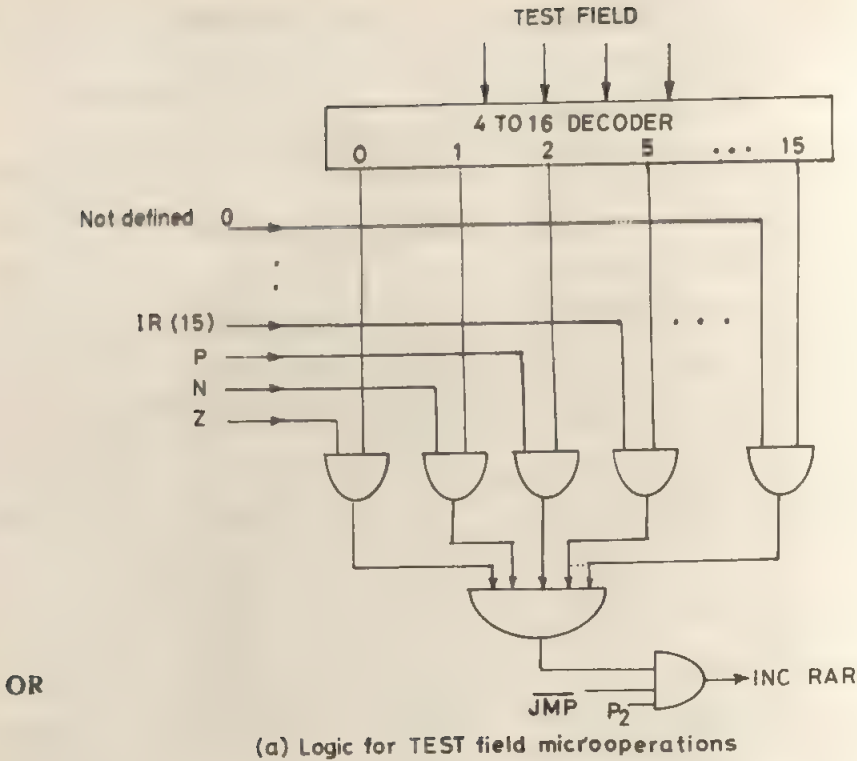 TEST FIELD
4 TO 16 DECODER
0 1 2 5 ... 15
Not defined 0
IR (15)
P
N
Z
OR
JMP P2
INC RAR
(a) Logic for TEST field microoperations